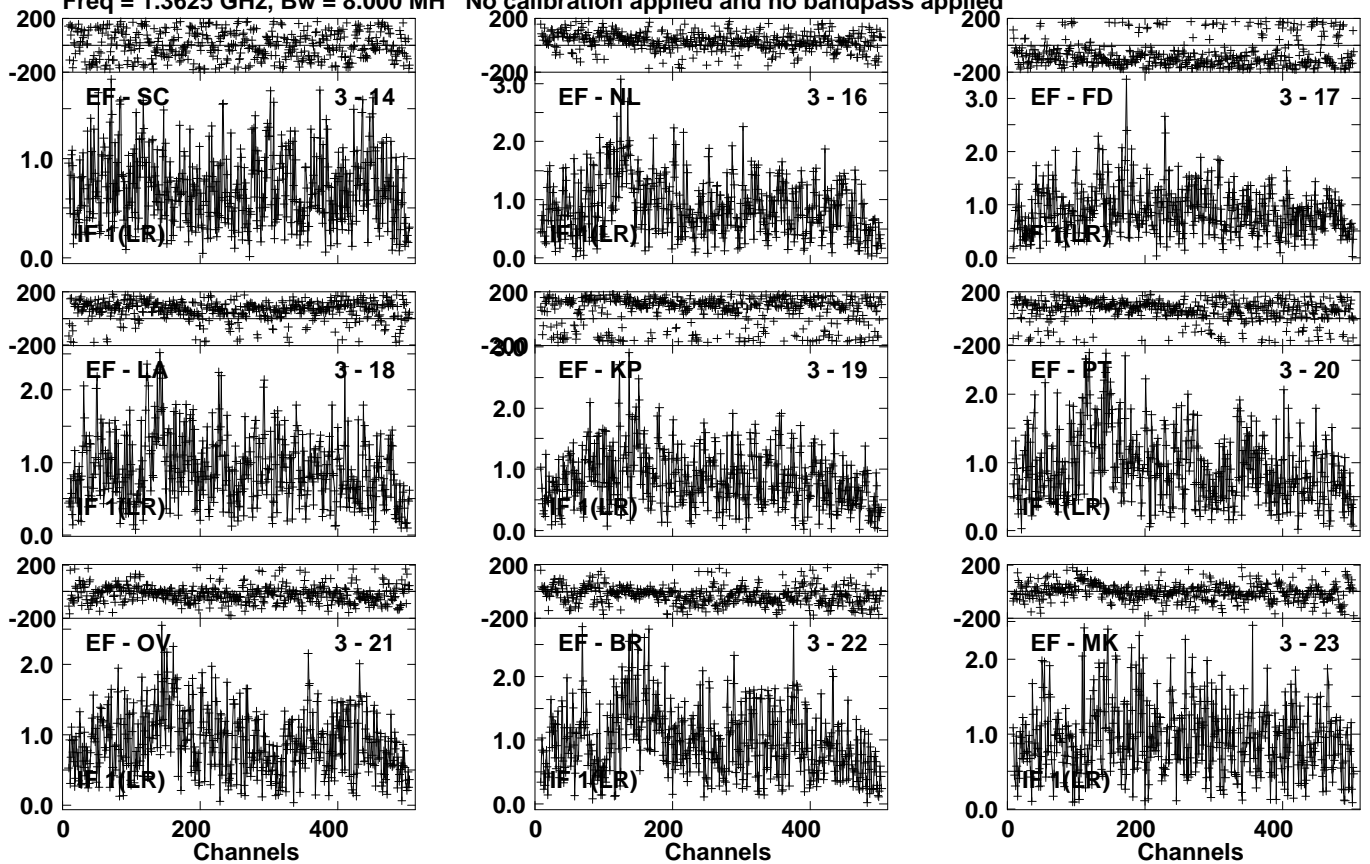 Freq = 1.3625 GHz, Bw = 8.000 MH No calibration applied and no bandpass applied
200 200 200
-200 -200 -200
EF - SC 3 - 14 3.0 EF - NL 3 - 16 3.0 EF - FD 3 - 17
1.0 2.0 2.0
1.0 1.0
IF 1(LR) IF 1(LR) IF 1(LR)
0.0 0.0 0.0
200 200 200
-200 -200 3.0 -200
EF - LA 3 - 18 EF - KP 3 - 19 EF - PT 3 - 20
2.0 2.0 2.0
1.0 1.0 1.0
IF 1(LR) IF 1(LR) IF 1(LR)
0.0 0.0 0.0
200 200 200
-200 -200 -200
EF - OV 3 - 21 EF - BR 3 - 22 EF - MK 3 - 23
2.0 2.0 2.0
1.0 1.0 1.0
IF 1(LR) IF 1(LR) IF 1(LR)
0.0 0.0 0.0
0 200 400 0 200 400 0 200 400
Channels Channels Channels